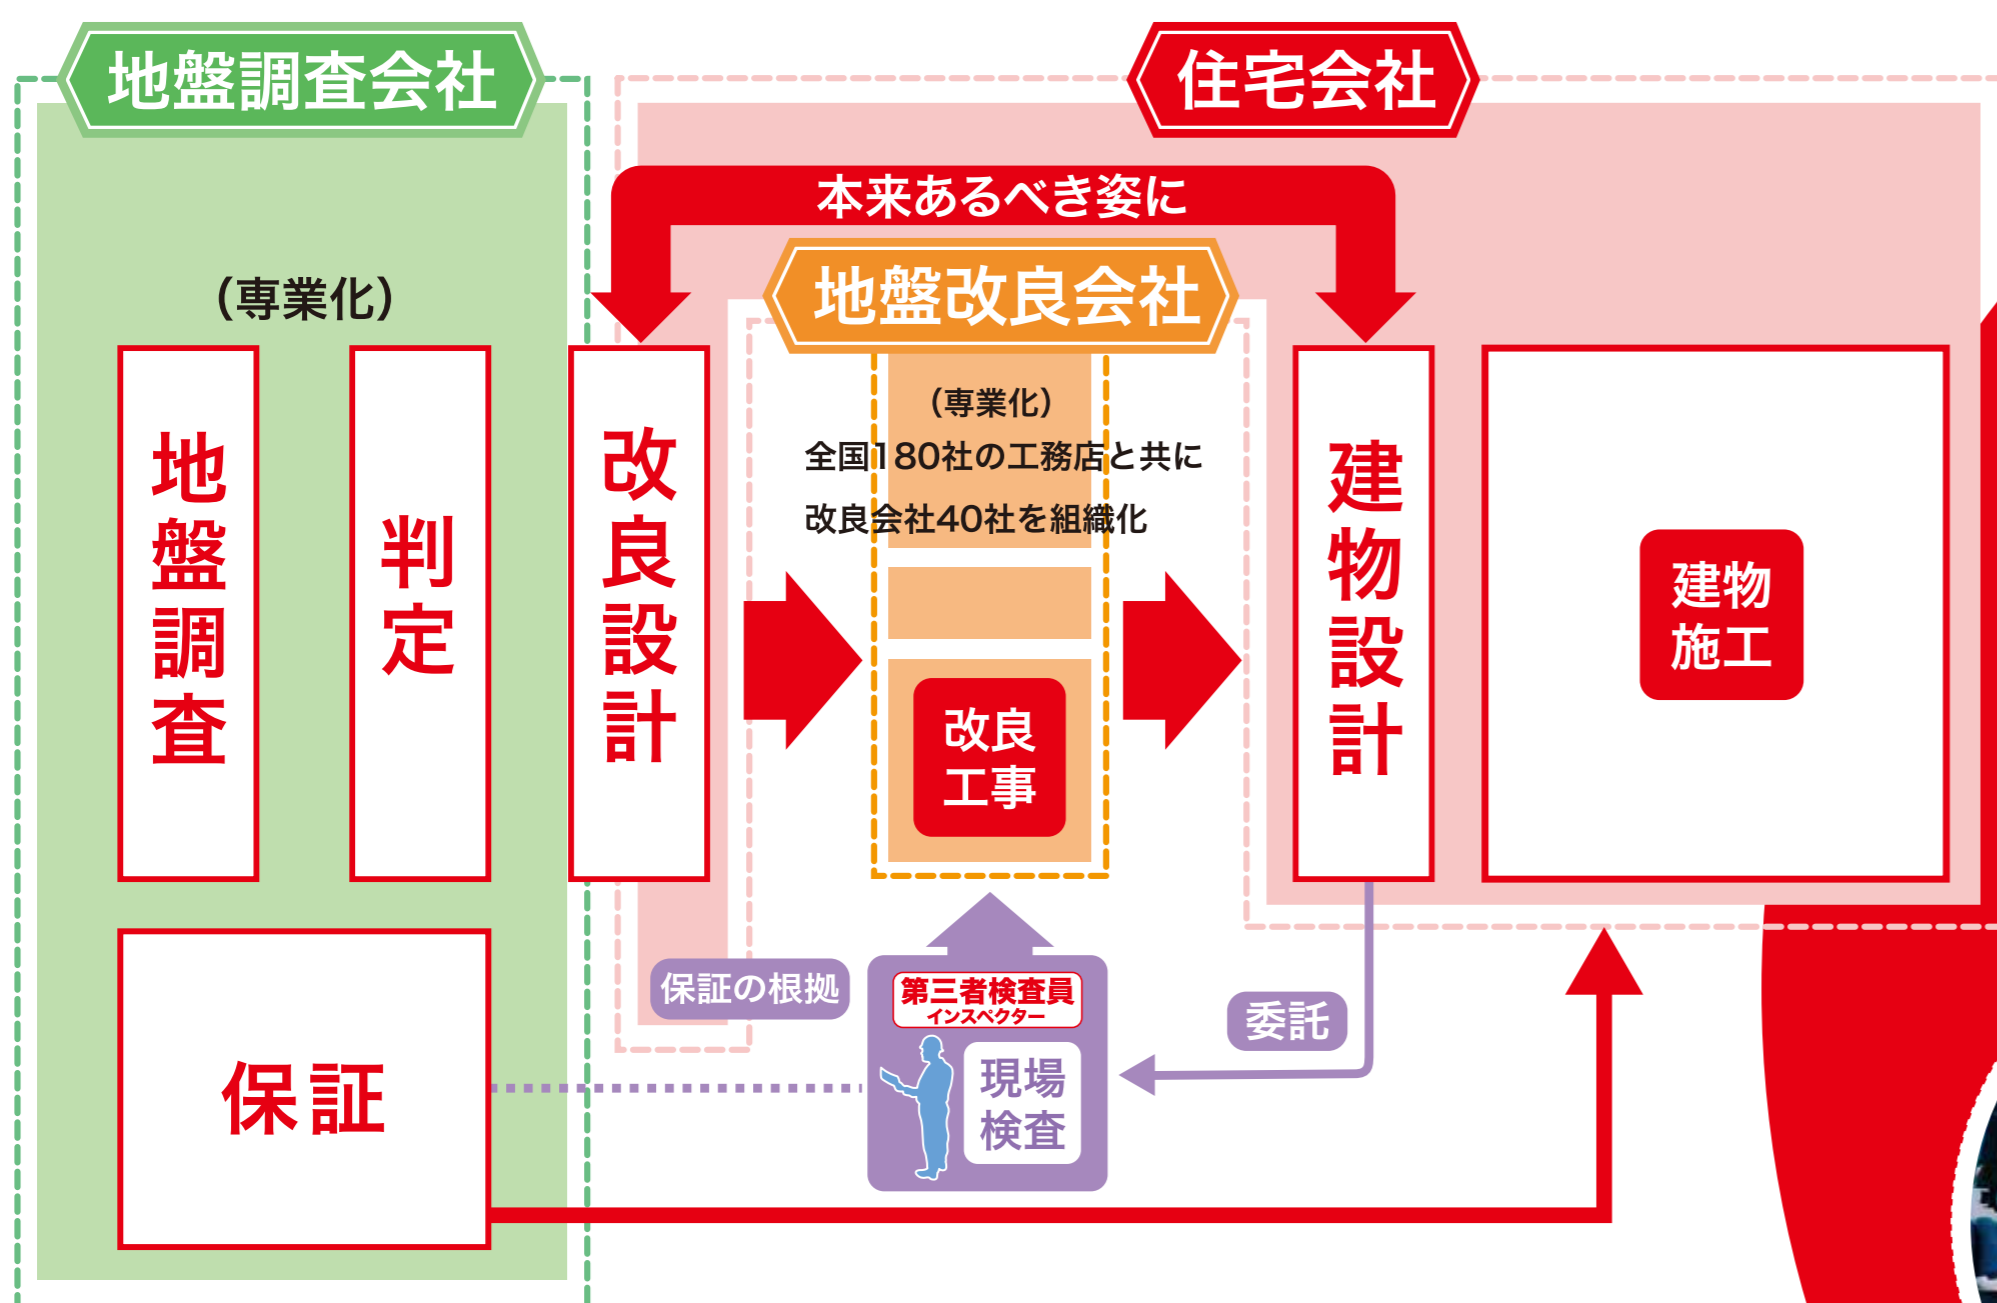 地盤調査会社
住宅会社
本来あるべき姿に
地盤改良会社
（専業化）
地盤調査
判定
改良設計
（専業化）
全国180社の工務店と共に
改良会社40社を組織化
改良
工事
建物設計
建物
施工
保証の根拠
第三者検査員
インスペクター
現場
検査
委託
保証